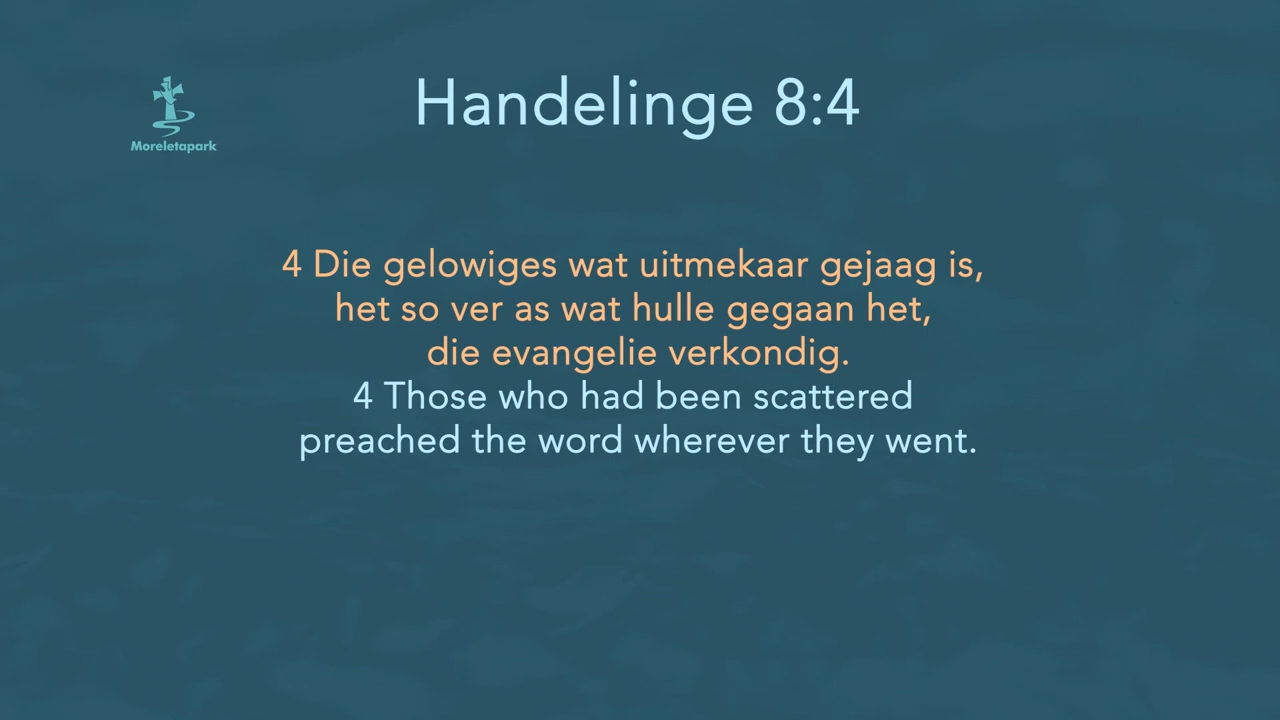 Handelinge 8:4
Moreletapark
4 Die gelowiges wat uitmekaar gejaag is,
het so ver as wat hulle gegaan het,
die evangelie verkondig.
4 Those who had been scattered
preached the word wherever they went.